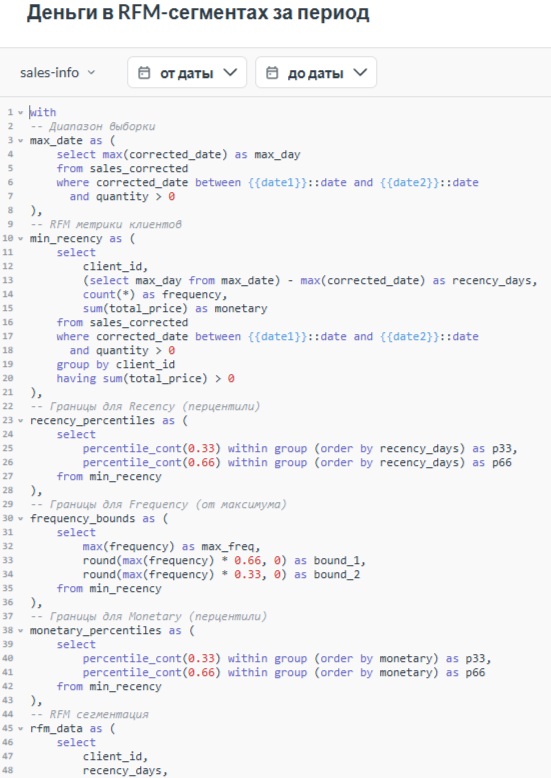 Деньги в RFM-сегментах за период
sales-info
от даты
до даты
1 with
2 -- Диапазон выборки
3 max_date as (
4 select max(corrected_date) as max_day
5 from sales_corrected
6 where corrected_date between {{date1}}::date and {{date2}}::date
7 and quantity > 0
8 ),
9 -- RFM метрики клиентов
10 min_recency as (
11 select
12 client_id,
13 (select max_day from max_date) - max(corrected_date) as recency_days,
14 count(*) as frequency,
15 sum(total_price) as monetary
16 from sales_corrected
17 where corrected_date between {{date1}}::date and {{date2}}::date
18 and quantity > 0
19 group by client_id
20 having sum(total_price) > 0
21 ),
22 -- Границы для Recency (перцентили)
23 recency_percentiles as (
24 select
25 percentile_cont(0.33) within group (order by recency_days) as p33,
26 percentile_cont(0.66) within group (order by recency_days) as p66
27 from min_recency
28 ),
29 -- Границы для Frequency (от максимума)
30 frequency_bounds as (
31 select
32 max(frequency) as max_freq,
33 round(max(frequency) * 0.66, 0) as bound_1,
34 round(max(frequency) * 0.33, 0) as bound_2
35 from min_recency
36 ),
37 -- Границы для Monetary (перцентили)
38 monetary_percentiles as (
39 select
40 percentile_cont(0.33) within group (order by monetary) as p33,
41 percentile_cont(0.66) within group (order by monetary) as p66
42 from min_recency
43 ),
44 -- RFM сегментация
45 rfm_data as (
46 select
47 client_id,
48 recency_days,